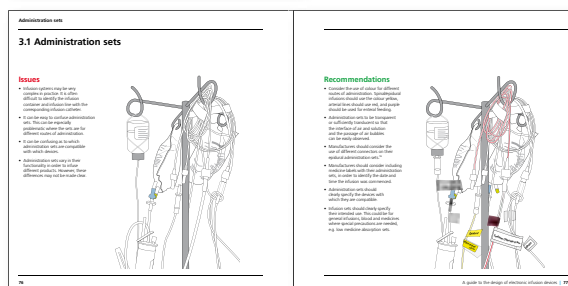 Administration sets
3.1 Administration sets
Issues
• Infusion systems may be very
complex in practice. It is often
difficult to identify the infusion
container and infusion line with the
corresponding infusion catheter.
• It can be easy to confuse administration
sets. This can be especially
problematic where the sets are for
different routes of administration.
• It can be confusing as to which
administration sets are compatible
with which devices.
• Administration sets vary in their
functionality in order to infuse
different products. However, these
differences may not be made clear.
76
Recommendations
• Consider the use of colour for different
routes of administration. Spinal/epidural
infusions should use the colour yellow,
arterial lines should use red, and purple
should be used for enteral feeding.
• Administration sets to be transparent
or sufficiently translucent so that
the interface of air and solution
and the passage of air bubbles
can be easily observed.
• Manufacturers should consider the
use of different connectors on their
epidural administration sets.
• Manufacturers should consider including
medicine labels with their administration
sets, in order to identify the date and
time the infusion was commenced.
• Administration sets should
clearly specify the devices with
which they are compatible.
• Infusion sets should clearly specify
their intended use. This could be for
general infusions, blood and medicines
where special precautions are needed,
e.g. low medicine absorption sets.
A guide to the design of electronic infusion devices | 77